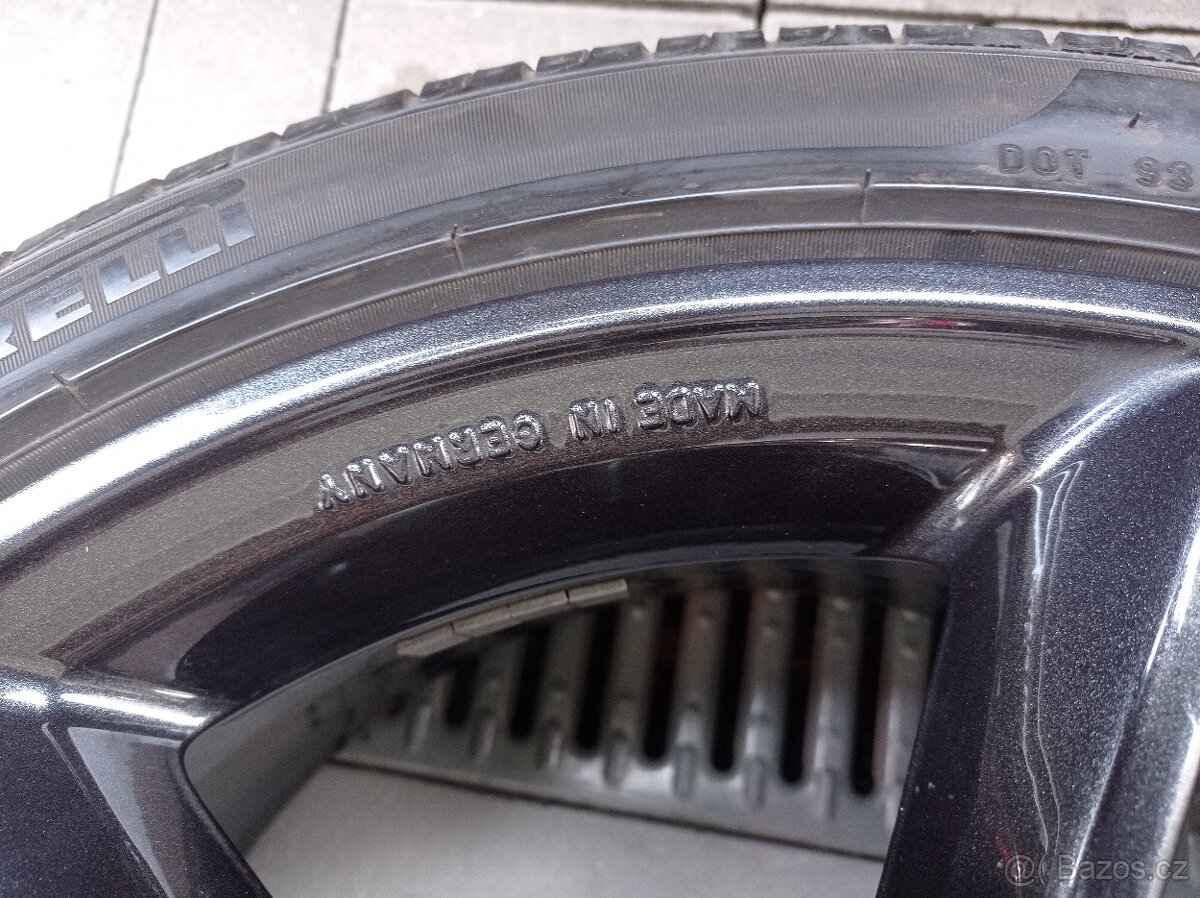 RELLI
DOT 93
MADE IN GERMANY
Bazos.cz